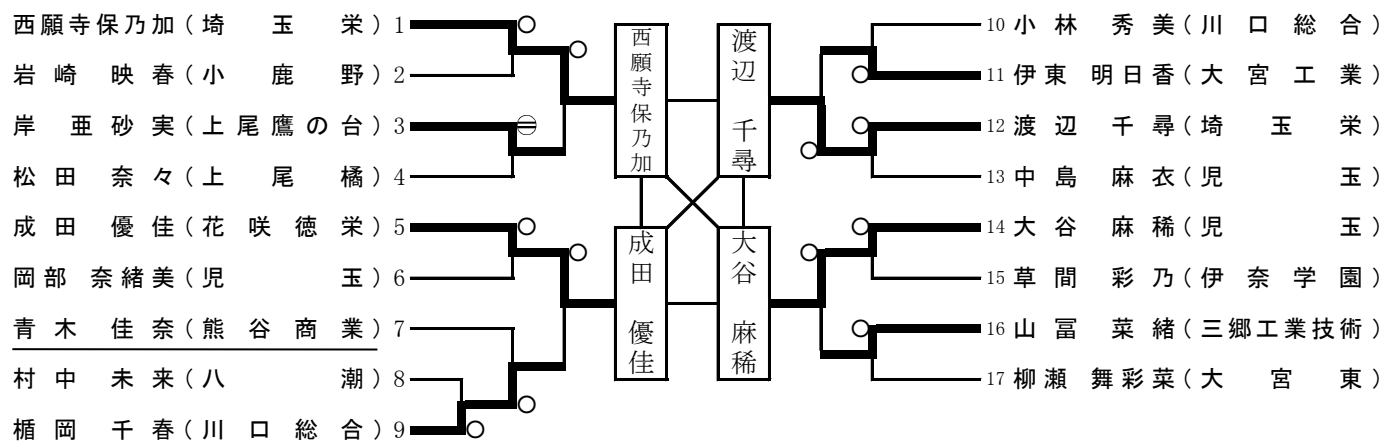 西願寺保乃加(埼玉栄) 1
岩崎映春(小鹿野) 2
岸亜砂実(上尾鷹の台) 3
松田奈々(上尾橘) 4
成田優佳(花咲徳栄) 5
岡部奈緒美(児玉) 6
青木佳奈(熊谷商業) 7
村中未来(八潮) 8
楯岡千春(川口総合) 9
西願寺保乃加
渡辺千尋
成田優佳
大谷麻稀
10 小林秀美(川口総合)
11 伊東明日香(大宮工業)
12 渡辺千尋(埼玉栄)
13 中島麻衣(児玉)
14 大谷麻稀(児玉)
15 草間彩乃(伊奈学園)
16 山冨菜緒(三郷工業技術)
17 柳瀬舞彩菜(大宮東)